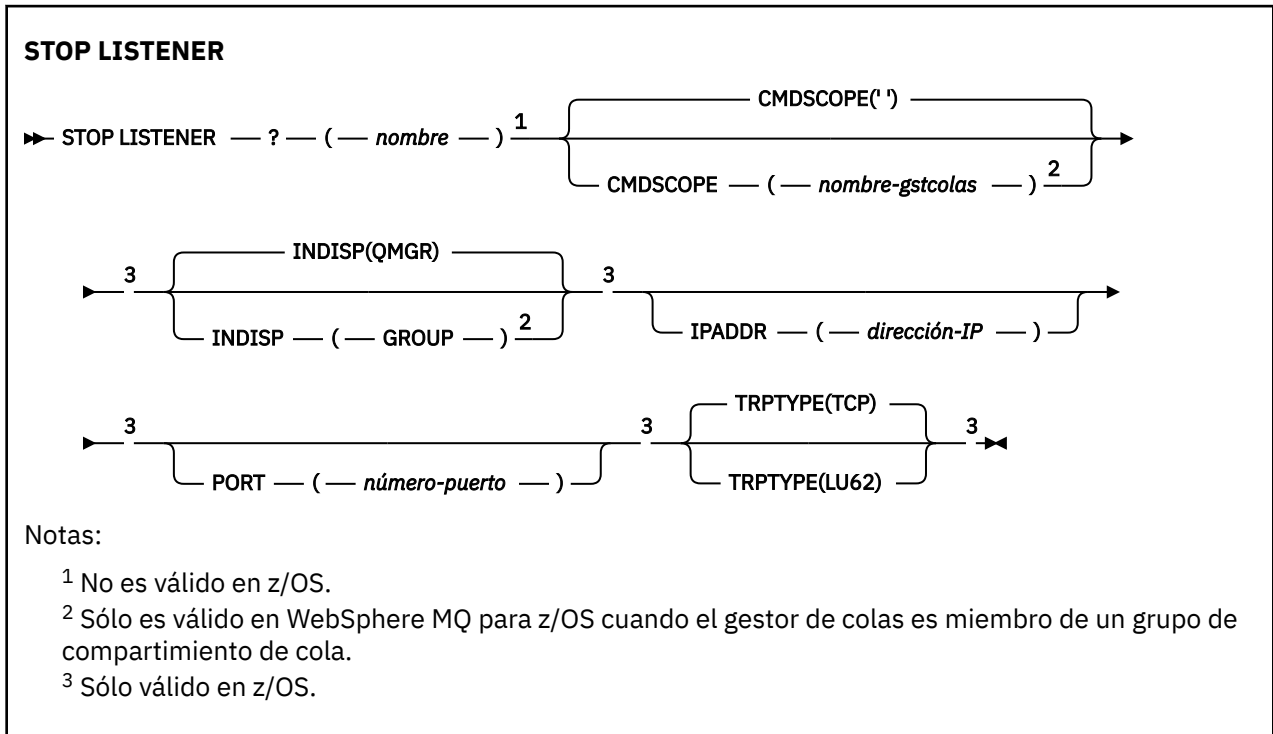 STOP LISTENER
CMDSCOPE(' ')
STOP LISTENER — ? — ( — nombre — ) 1
CMDSCOPE — ( — nombre-gstcolas — ) 2
INDISP(QMGR)
3 3
INDISP — ( — GROUP — ) 2
IPADDR — ( — dirección-IP — )
TRPTYPE(TCP)
3 3 3
PORT — ( — número-puerto — )
TRPTYPE(LU62)
Notas:
1 No es válido en z/OS.
2 Sólo es válido en WebSphere MQ para z/OS cuando el gestor de colas es miembro de un grupo de
compartimiento de cola.
3 Sólo válido en z/OS.